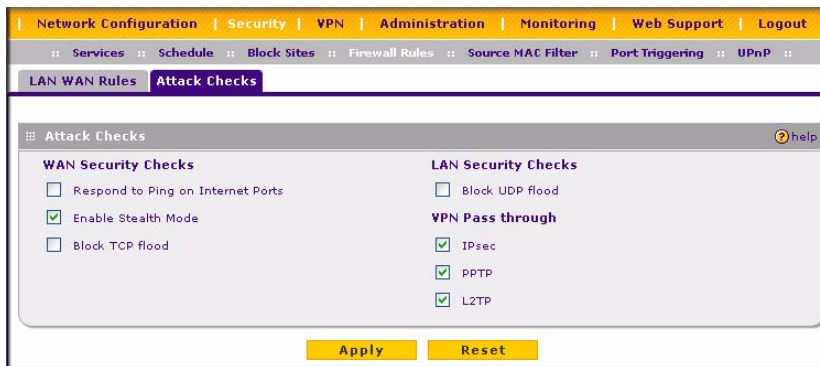 | Network Configuration | Security | VPN | Administration | Monitoring | Web Support | Logout
:: Services :: Schedule :: Block Sites :: Firewall Rules :: Source MAC Filter :: Port Triggering :: UPnP ::
LAN WAN Rules Attack Checks
Attack Checks ? help
WAN Security Checks
Respond to Ping on Internet Ports
Enable Stealth Mode
Block TCP flood
LAN Security Checks
Block UDP flood
VPN Pass through
IPsec
PPTP
L2TP
Apply Reset